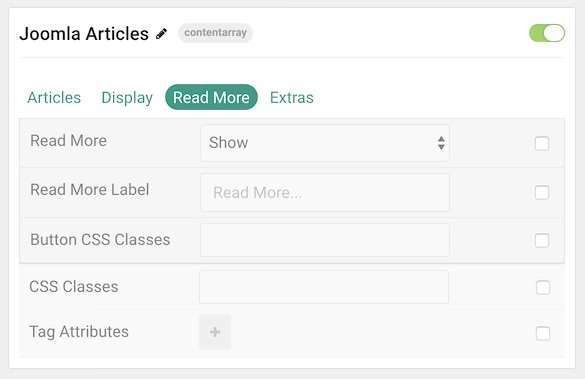 Joomla Articles contentarray
Articles Display Read More Extras
Read More Show
Read More Label Read More...
Button CSS Classes
CSS Classes
Tag Attributes +